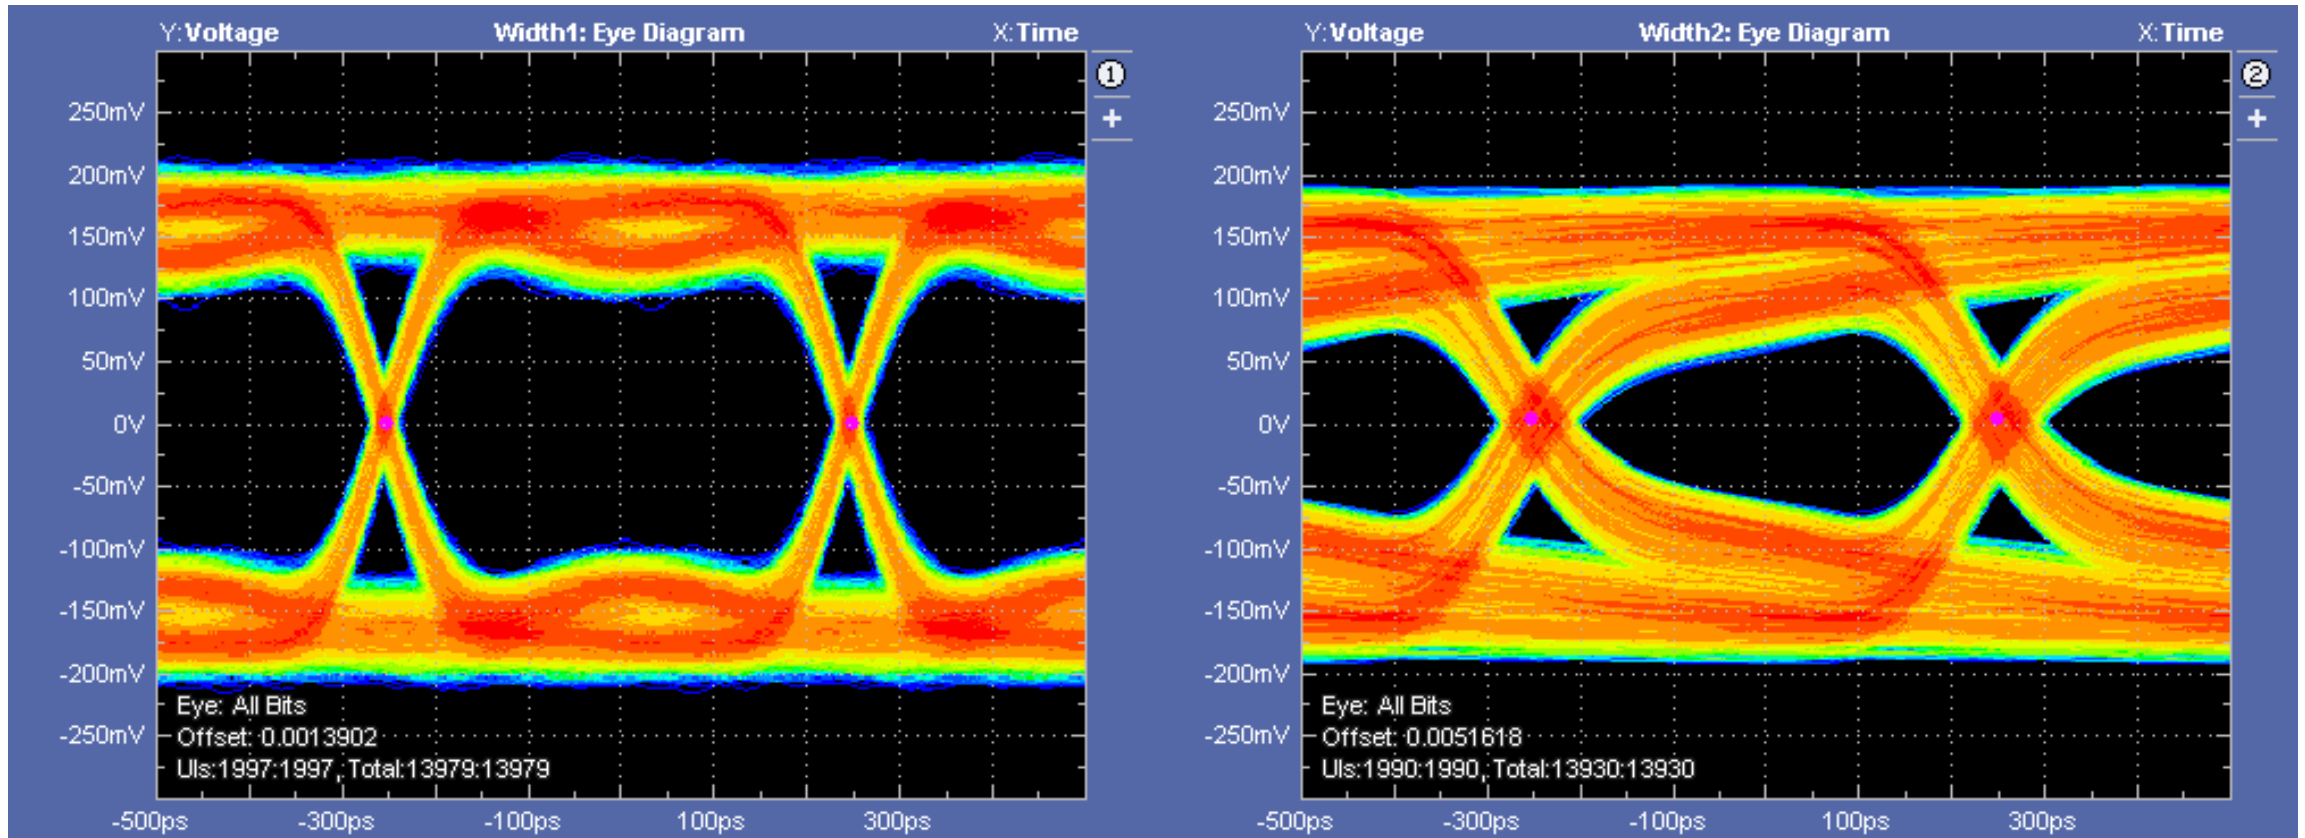 Y:Voltage Width1: Eye Diagram X:Time
①
+
250mV
200mV
150mV
100mV
50mV
0V
-50mV
-100mV
-150mV
-200mV
-250mV
Eye: All Bits
Offset: 0.0013902
UIs:1997:1997, Total:13979:13979
-500ps -300ps -100ps 100ps 300ps
Y:Voltage Width2: Eye Diagram X:Time
②
+
250mV
200mV
150mV
100mV
50mV
0V
-50mV
-100mV
-150mV
-200mV
-250mV
Eye: All Bits
Offset: 0.0051618
UIs:1990:1990, Total:13930:13930
-500ps -300ps -100ps 100ps 300ps